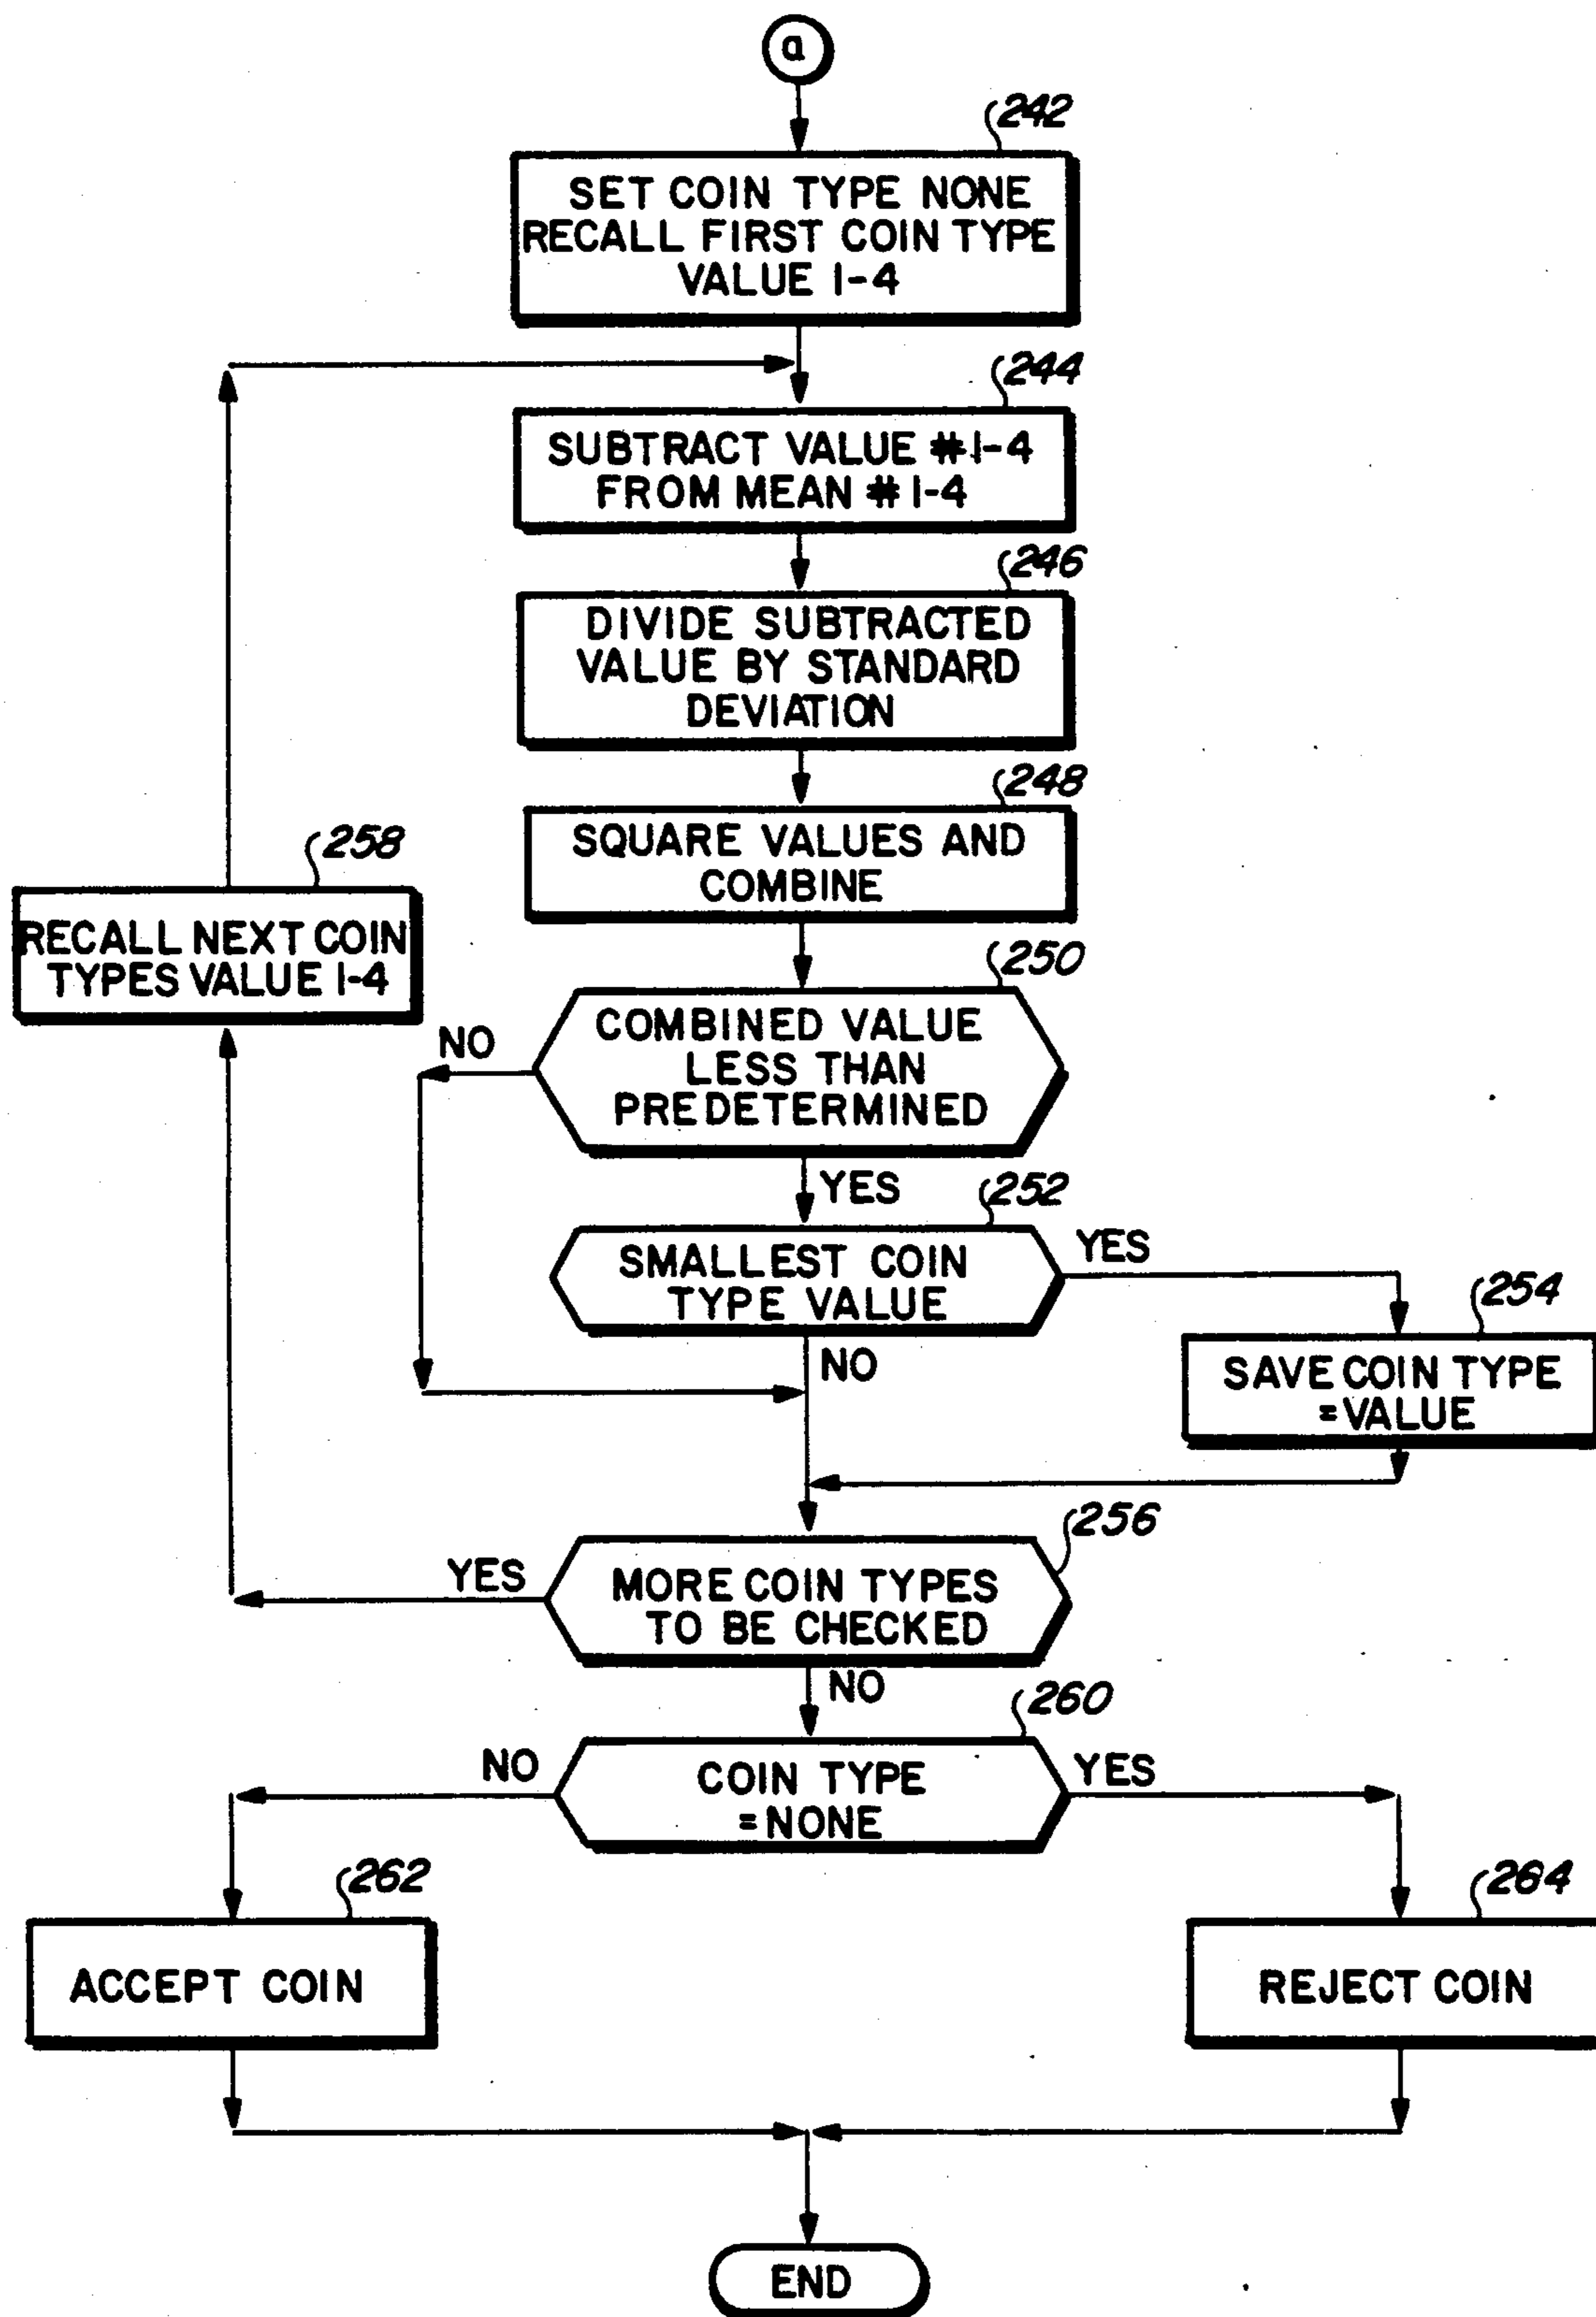 a
242
SET COIN TYPE NONE
RECALL FIRST COIN TYPE
VALUE 1-4
244
SUBTRACT VALUE #1-4
FROM MEAN #1-4
246
DIVIDE SUBTRACTED
VALUE BY STANDARD
DEVIATION
248
SQUARE VALUES AND
COMBINE
258
RECALL NEXT COIN
TYPES VALUE 1-4
250
COMBINED VALUE
LESS THAN
PREDETERMINED
NO
YES
252
SMALLEST COIN
TYPE VALUE
YES
NO
254
SAVE COIN TYPE
=VALUE
256
MORE COIN TYPES
TO BE CHECKED
YES
NO
260
COIN TYPE
=NONE
NO
YES
262
ACCEPT COIN
264
REJECT COIN
END